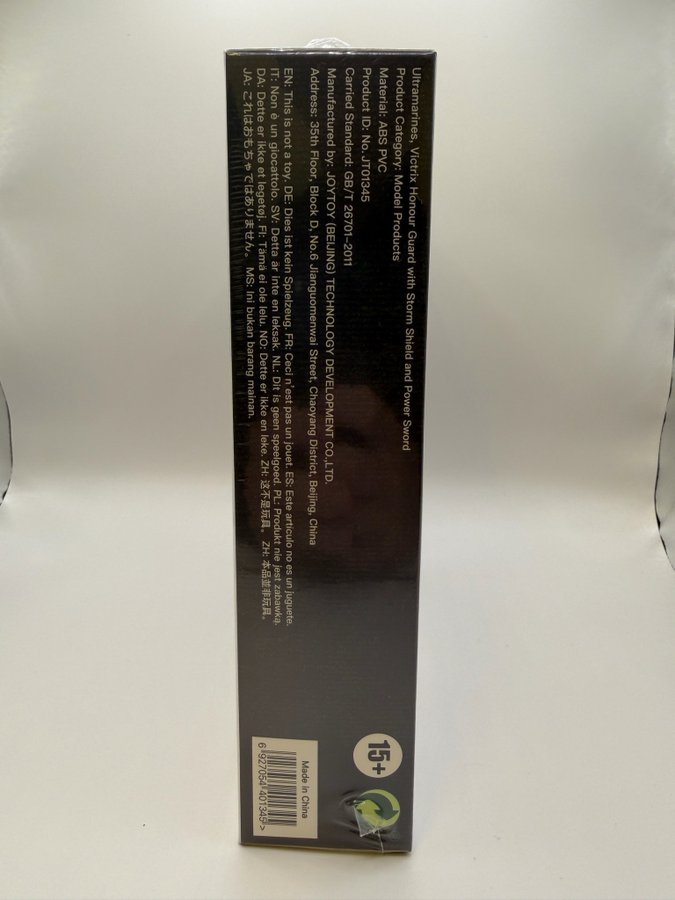 Ultramarines, Victrix Honour Guard with Storm Shield and Power Sword
Product Category: Model Products
Material: ABS PVC
Product ID: No.JT01345
Carried Standard: GB/T 26701-2011
Manufactured by: JOYTOY (BEIJING) TECHNOLOGY DEVELOPMENT CO.,LTD.
Address: 35th Floor, Block D, No.6 Jianguomenwai Street, Chaoyang District, Beijing, China
EN: This is not a toy. DE: Dies ist kein Spielzeug. FR: Ceci n'est pas un jouet. ES: Este artículo no es un juguete.
IT: Non è un giocattolo. SV: Detta är inte en leksak. NL: Dit is geen speelgoed. PL: Produkt nie jest zabawką.
DA: Dette er ikke et legetøj. FI: Tämä ei ole lelu. NO: Dette er ikke en leke. ZH: 这不是玩具。 ZH: 本品並非玩具。
JA: これはおもちゃではありません。 MS: Ini bukan barang mainan.
15+
Made in China
6 927054 401345 >